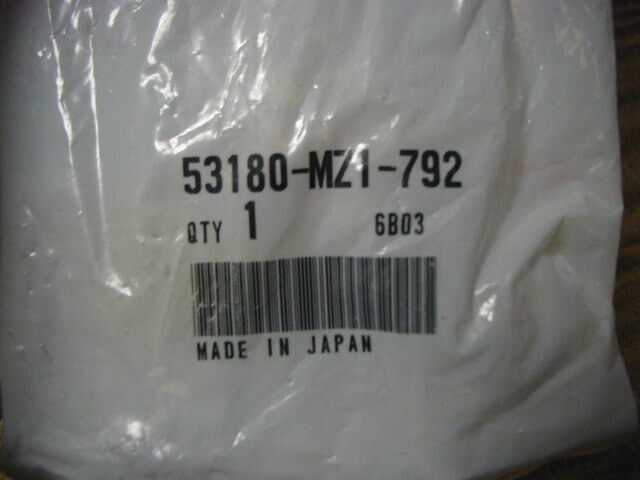 53180-MZ1-792
QTY 1 6B03
MADE IN JAPAN